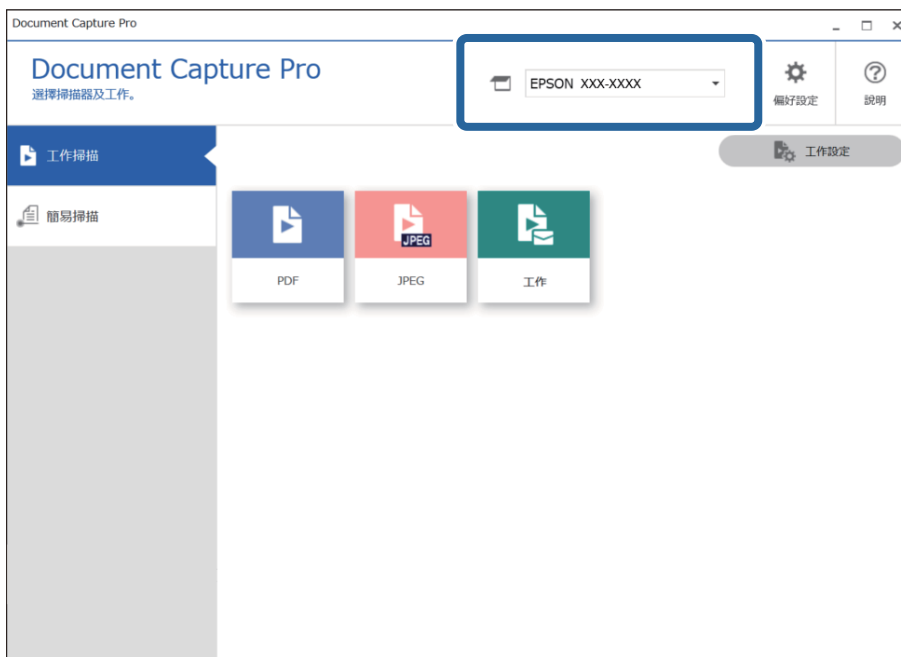 Document Capture Pro
Document Capture Pro
選擇掃描器及工作。
EPSON XXX-XXXX
偏好設定
說明
工作掃描
工作設定
簡易掃描
JPEG
PDF
JPEG
工作